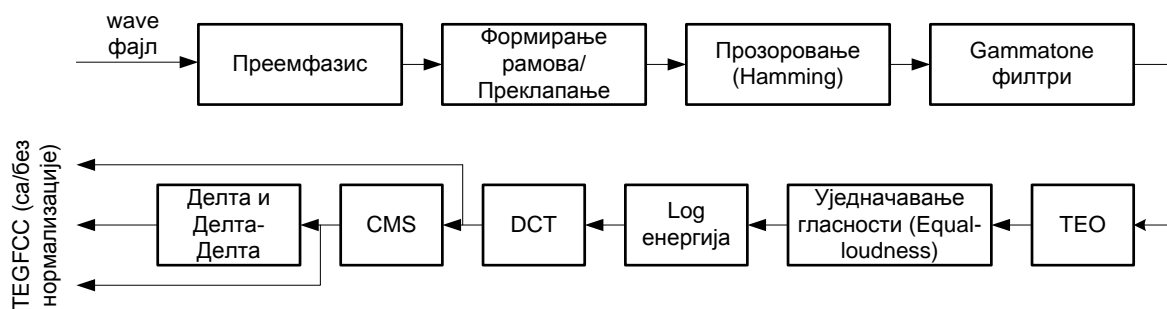 wave
фајл
Преемфазис
Формирање
рамова/
Преклапање
Прозоровање
(Hamming)
Gammatone
филтри
TEGFCC (са/без
нормализације)
Делта и
Делта-
Делта
CMS
DCT
Log
енергија
Уједначавање
гласности (Equal-
loudness)
TEO